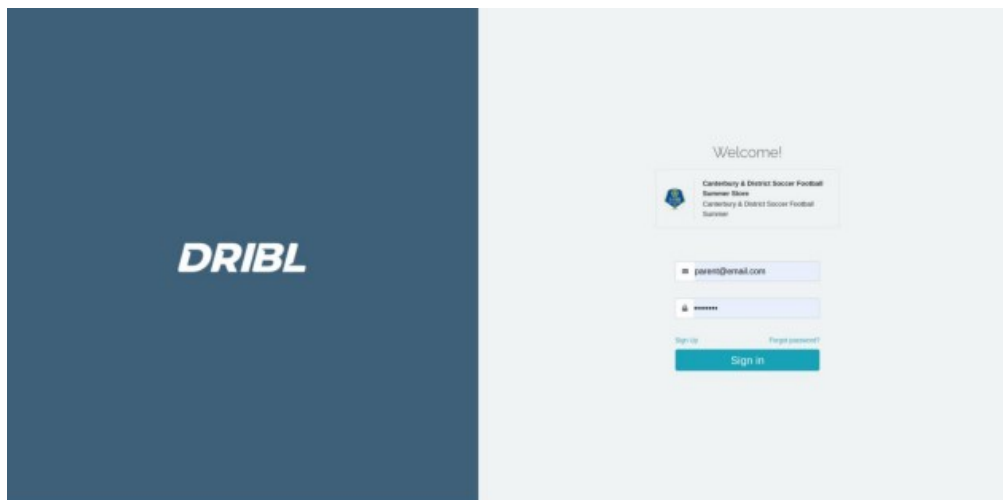 DRIBL
Welcome!
Canterbury & District Soccer Football
Summer Store
Canterbury & District Soccer Football
Summer
parent@email.com
Sign Up
Forgot password?
Sign in